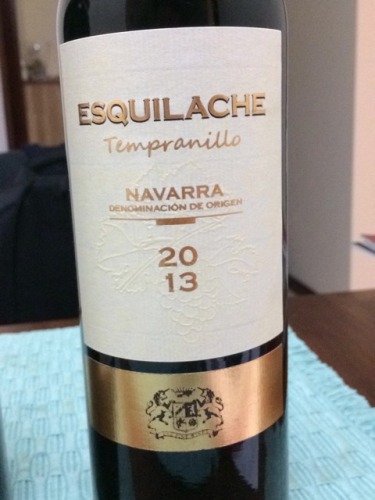 ESQUILACHE
Tempranillo
NAVARRA
DENOMINACIÓN DE ORIGEN
20
13